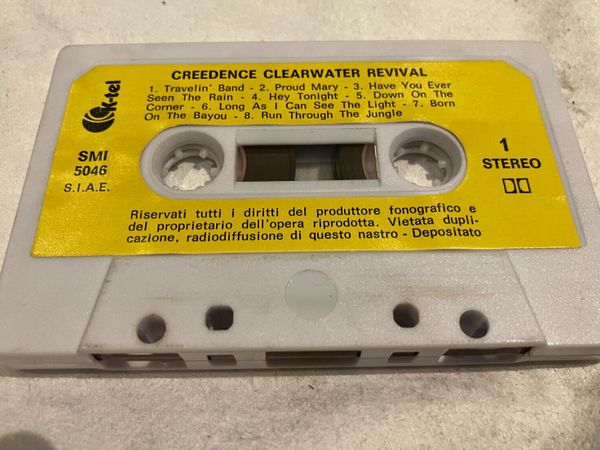 CREEDENCE CLEARWATER REVIVAL
k-tel
1. Travelin' Band - 2. Proud Mary - 3. Have You Ever
Seen The Rain - 4. Hey Tonight - 5. Down On The
Corner - 6. Long As I Can See The Light - 7. Born
On The Bayou - 8. Run Through The Jungle
SMI
5046
S.I.A.E.
1
STEREO
Riservati tutti i diritti del produttore fonografico e
del proprietario dell'opera riprodotta. Vietata dupli-
cazione, radiodiffusione di questo nastro - Depositato